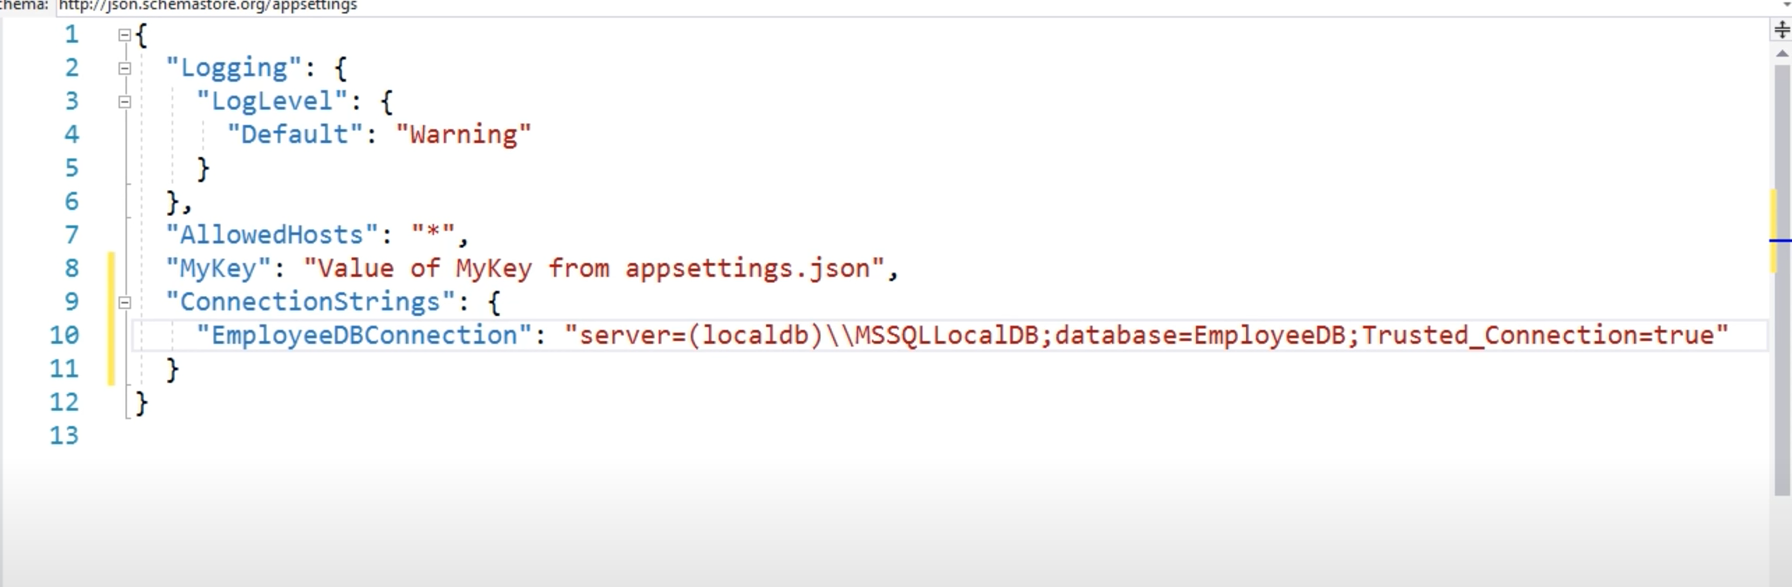 chema: http://json.schemastore.org/appsettings
1 {
2 "Logging": {
3 "LogLevel": {
4 "Default": "Warning"
5 }
6 },
7 "AllowedHosts": "*",
8 "MyKey": "Value of MyKey from appsettings.json",
9 "ConnectionStrings": {
10 "EmployeeDBConnection": "server=(localdb)\\MSSQLLocalDB;database=EmployeeDB;Trusted_Connection=true"
11 }
12 }
13